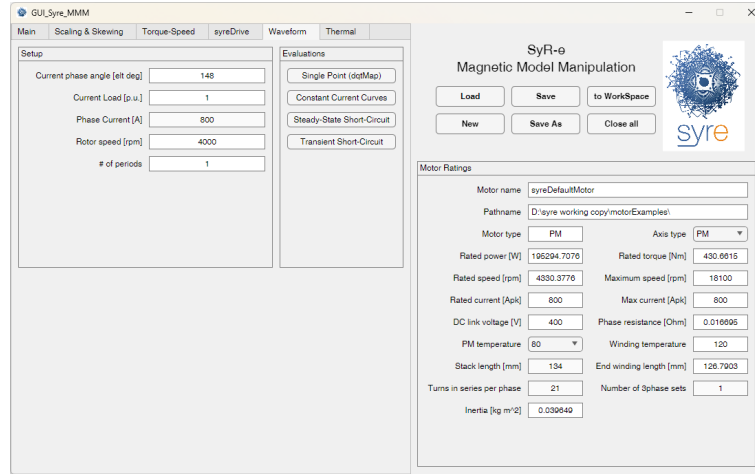 GUI_Syre_MMM
Main Scaling & Skewing Torque-Speed syreDrive Waveform Thermal
Setup
Current phase angle [elt deg] 148
Current Load [p.u.] 1
Phase Current [A] 800
Rotor speed [rpm] 4000
# of periods 1
Evaluations
Single Point (dqtMap)
Constant Current Curves
Steady-State Short-Circuit
Transient Short-Circuit
SyR-e
Magnetic Model Manipulation
Load Save to WorkSpace
New Save As Close all
syre
Motor Ratings
Motor name syreDefaultMotor
Pathname D:\syre working copy\motorExamples\
Motor type PM Axis type PM
Rated power [W] 195294.7076 Rated torque [Nm] 430.6615
Rated speed [rpm] 4330.3776 Maximum speed [rpm] 18100
Rated current [Apk] 800 Max current [Apk] 800
DC link voltage [V] 400 Phase resistance [Ohm] 0.016695
PM temperature 80 Winding temperature 120
Stack length [mm] 134 End winding length [mm] 126.7903
Turns in series per phase 21 Number of 3phase sets 1
Inertia [kg m^2] 0.039649